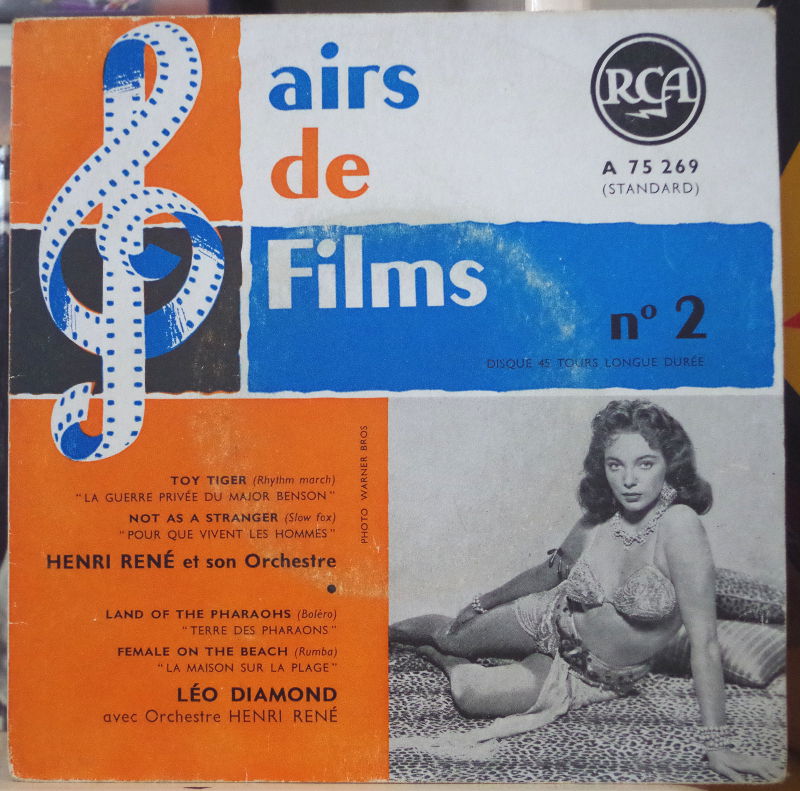 airs
de
Films
RCA
A 75 269
(STANDARD)
nº 2
DISQUE 45 TOURS LONGUE DURÉE
PHOTO WARNER BROS
TOY TIGER (Rhythm march)
"LA GUERRE PRIVÉE DU MAJOR BENSON"
NOT AS A STRANGER (Slow fox)
"POUR QUE VIVENT LES HOMMES"
HENRI RENÉ et son Orchestre
LAND OF THE PHARAOHS (Boléro)
"TERRE DES PHARAONS"
FEMALE ON THE BEACH (Rumba)
"LA MAISON SUR LA PLAGE"
LÉO DIAMOND
avec Orchestre HENRI RENÉ